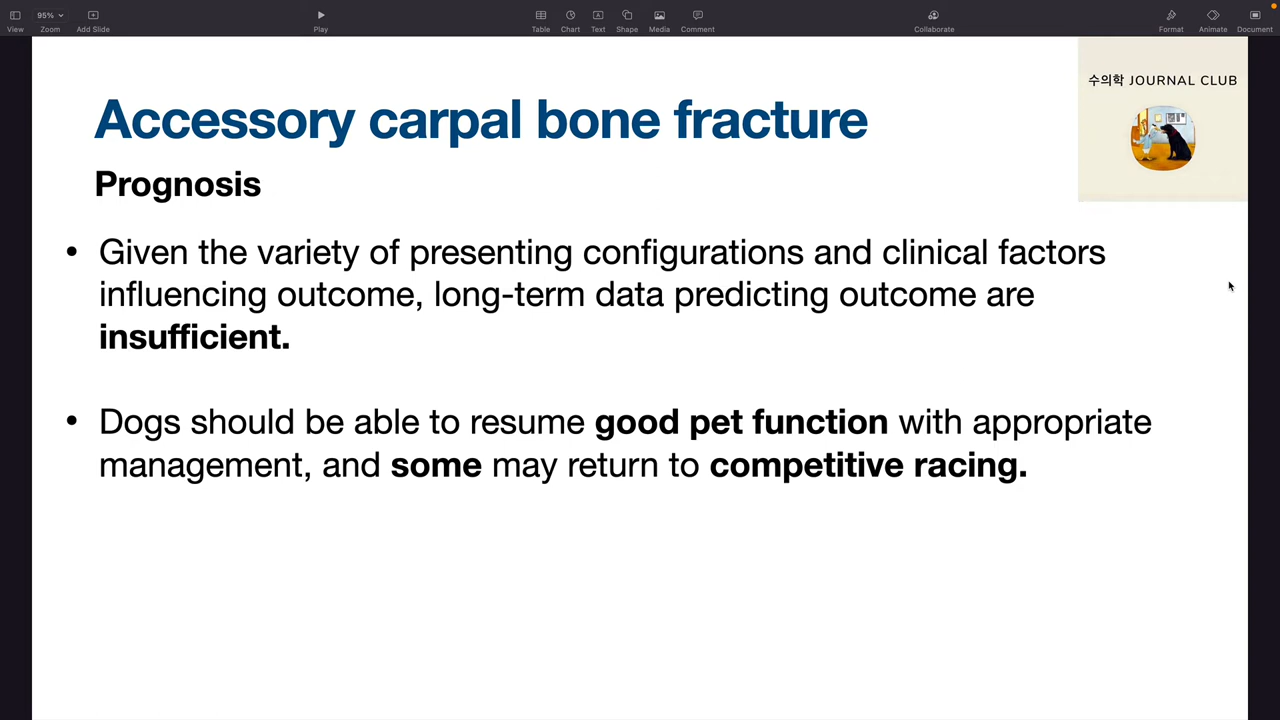 95%
View
Zoom
Add Slide
Play
Table
Chart
Text
Shape
Media
Comment
Collaborate
Format
Animate
Document
수의학 JOURNAL CLUB
Accessory carpal bone fracture
Prognosis
• Given the variety of presenting configurations and clinical factors
influencing outcome, long-term data predicting outcome are
insufficient.
• Dogs should be able to resume good pet function with appropriate
management, and some may return to competitive racing.